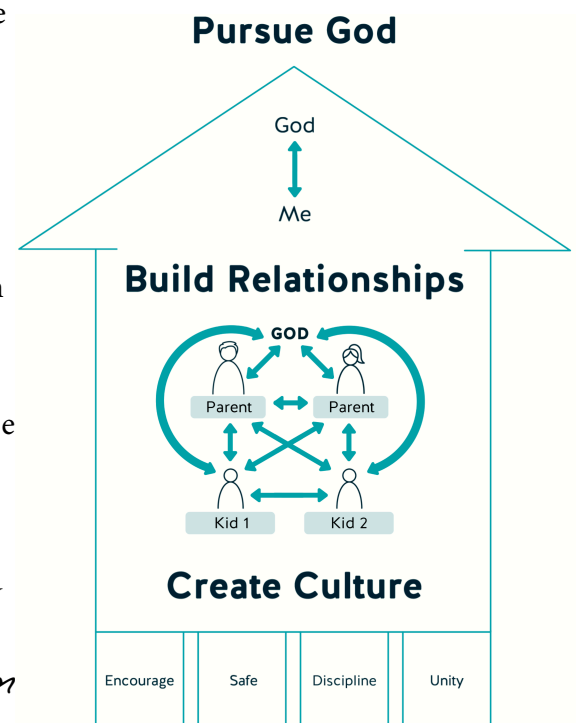 Pursue God
God
Me
Build Relationships
GOD
Parent Parent
Kid 1 Kid 2
Create Culture
Encourage Safe Discipline Unity